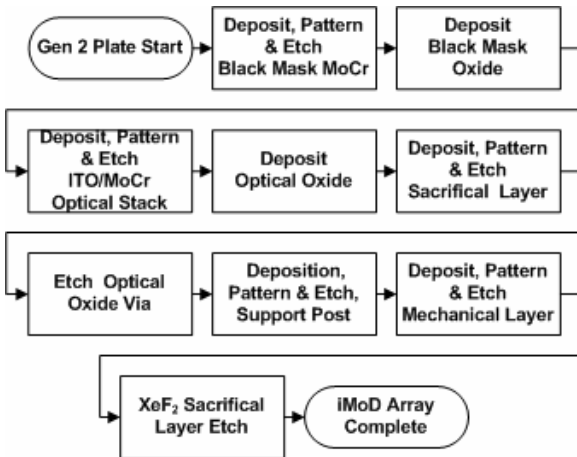 Gen 2 Plate Start
Deposit, Pattern
& Etch
Black Mask MoCr
Deposit
Black Mask
Oxide
Deposit, Pattern
& Etch
ITO/MoCr
Optical Stack
Deposit
Optical Oxide
Deposit, Pattern
& Etch
Sacrifical Layer
Etch Optical
Oxide Via
Deposition,
Pattern & Etch,
Support Post
Deposit, Pattern
& Etch
Mechanical Layer
XeF₂ Sacrifical
Layer Etch
iMoD Array
Complete